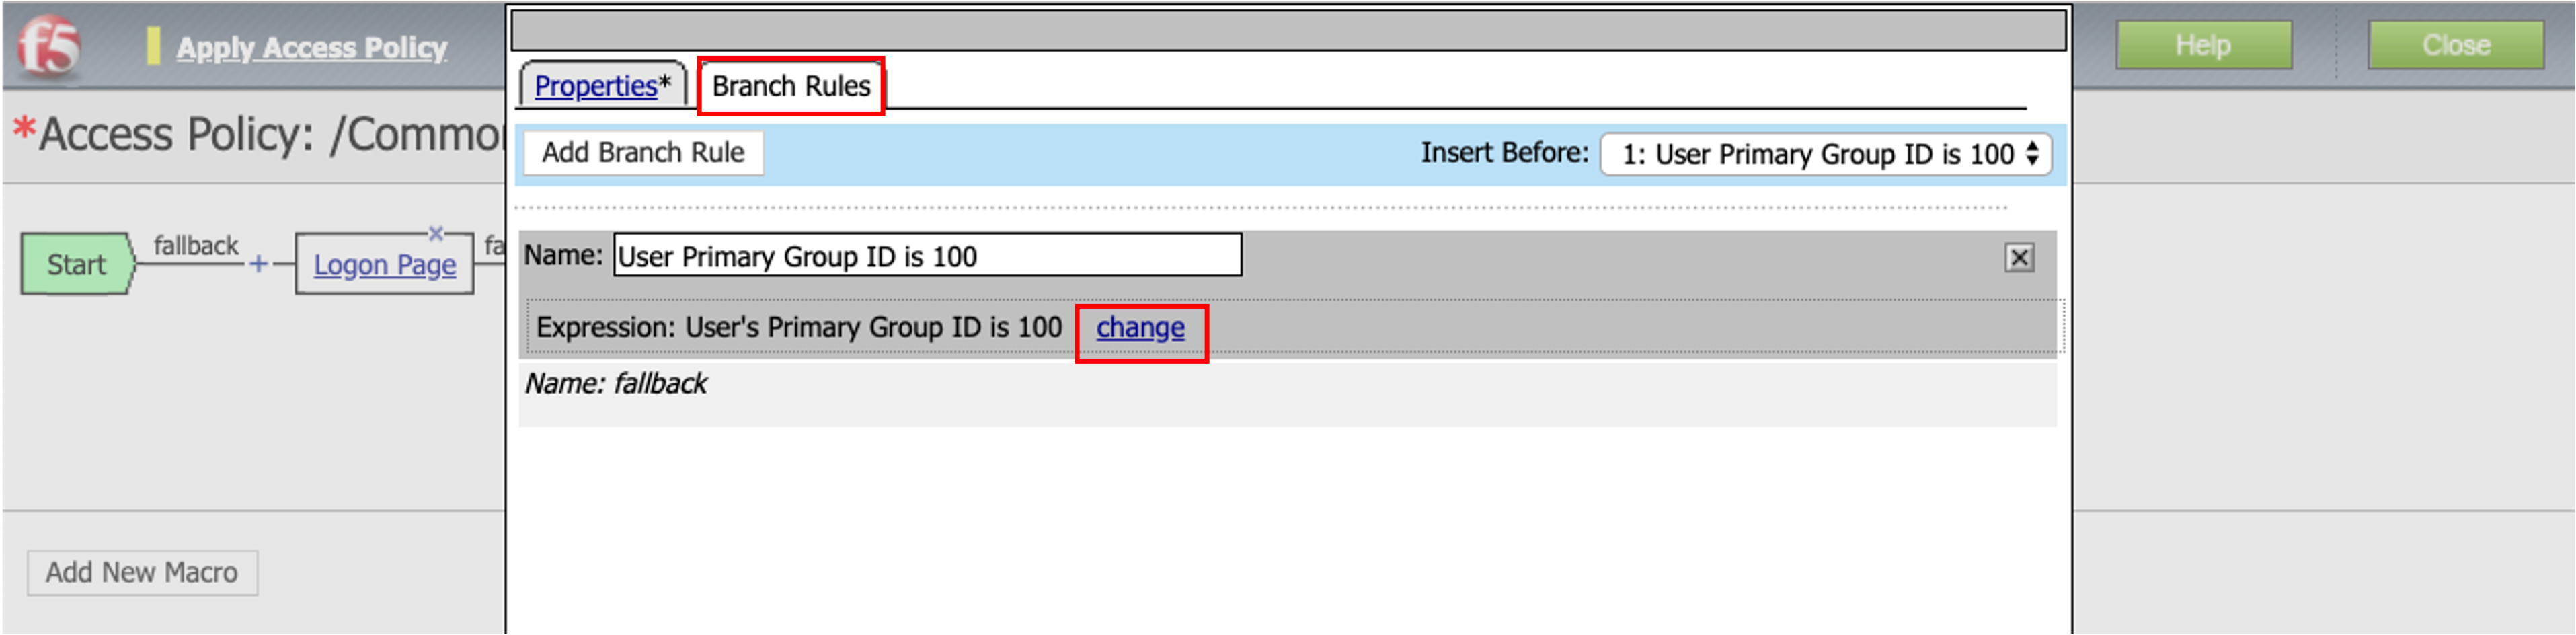 f5
Apply Access Policy
Help
Close
Properties*
Branch Rules
*Access Policy: /Common
Add Branch Rule
Insert Before:
1: User Primary Group ID is 100
Start
fallback
+
Logon Page
x
fa
Name:
User Primary Group ID is 100
x
Expression: User's Primary Group ID is 100
change
Name: fallback
Add New Macro